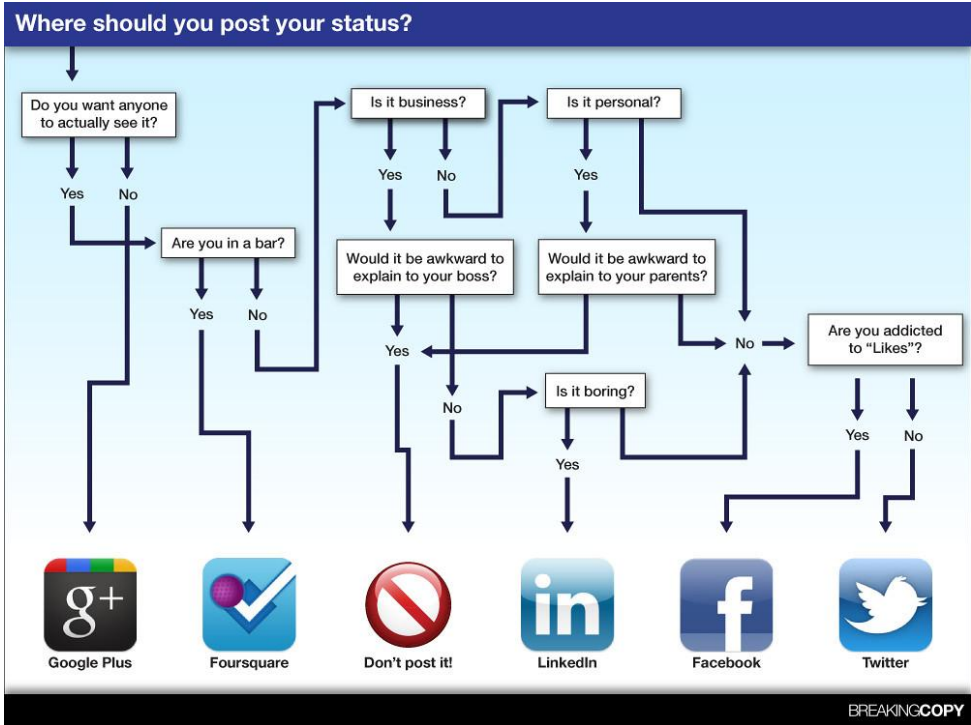 Where should you post your status?
Do you want anyone
to actually see it?
Yes
No
Are you in a bar?
Yes
No
Is it business?
Yes
No
Is it personal?
Yes
Would it be awkward to
explain to your boss?
Would it be awkward to
explain to your parents?
Yes
No
No
Is it boring?
Yes
Are you addicted
to “Likes”?
Yes
No
g+
in
f
Google Plus
Foursquare
Don’t post it!
LinkedIn
Facebook
Twitter
BREAKINGCOPY